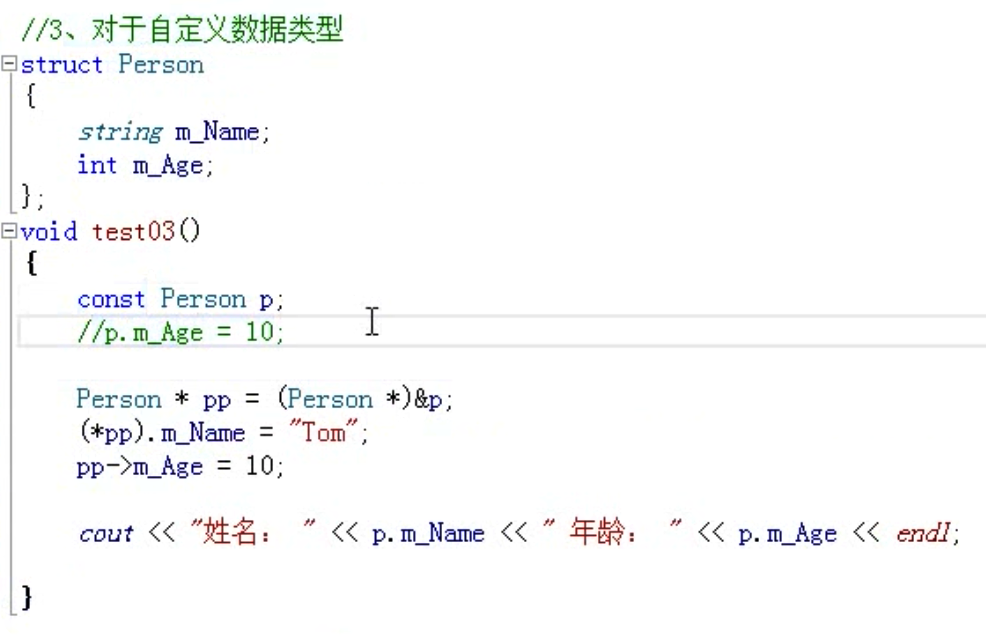 //3、对于自定义数据类型
struct Person
{
string m_Name;
int m_Age;
};
void test03()
{
const Person p;
//p.m_Age = 10;
Person * pp = (Person *)&p;
(*pp).m_Name = "Tom";
pp->m_Age = 10;
cout << "姓名： " << p.m_Name << " 年龄： " << p.m_Age << endl;
}